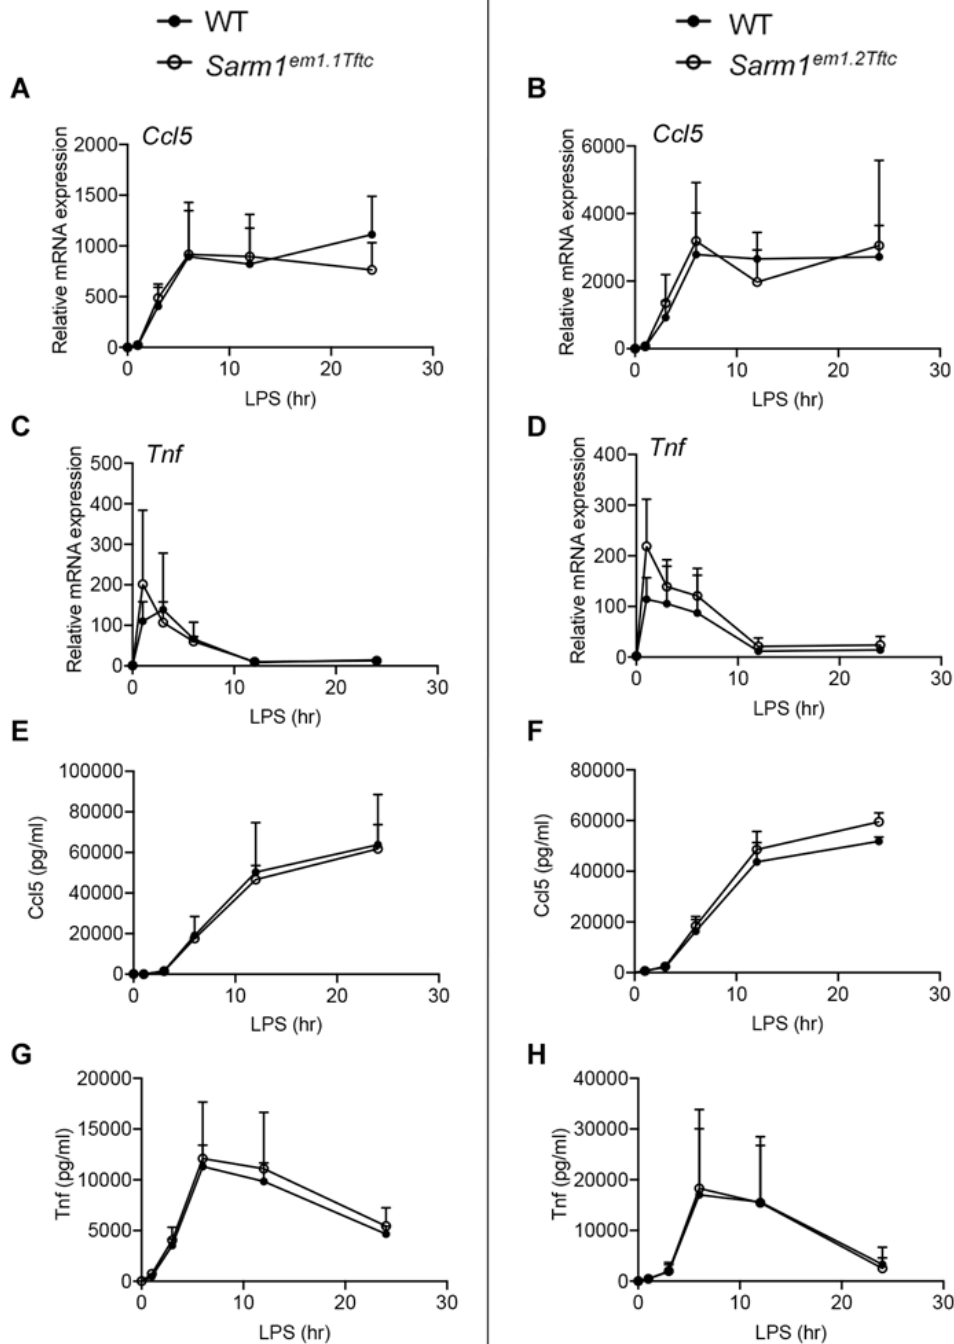 WT
Sarm1em1.1Tftc
WT
Sarm1em1.2Tftc
A
Ccl5
Relative mRNA expression
2000
1500
1000
500
0
0 10 20 30
LPS (hr)
B
Ccl5
Relative mRNA expression
6000
4000
2000
0
0 10 20 30
LPS (hr)
C
Tnf
Relative mRNA expression
500
400
300
200
100
0
0 10 20 30
LPS (hr)
D
Tnf
Relative mRNA expression
400
300
200
100
0
0 10 20 30
LPS (hr)
E
Ccl5 (pg/ml)
100000
80000
60000
40000
20000
0
0 10 20 30
LPS (hr)
F
Ccl5 (pg/ml)
80000
60000
40000
20000
0
0 10 20 30
LPS (hr)
G
Tnf (pg/ml)
20000
15000
10000
5000
0
0 10 20 30
LPS (hr)
H
Tnf (pg/ml)
40000
30000
20000
10000
0
0 10 20 30
LPS (hr)